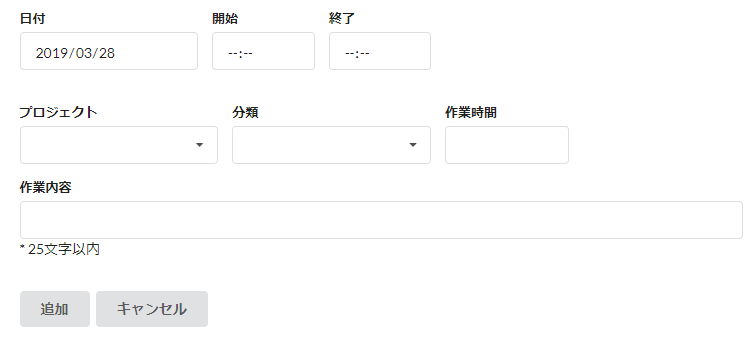 日付 開始 終了
2019/03/28 --:-- --:--
プロジェクト 分類 作業時間
作業内容
* 25文字以内
追加 キャンセル